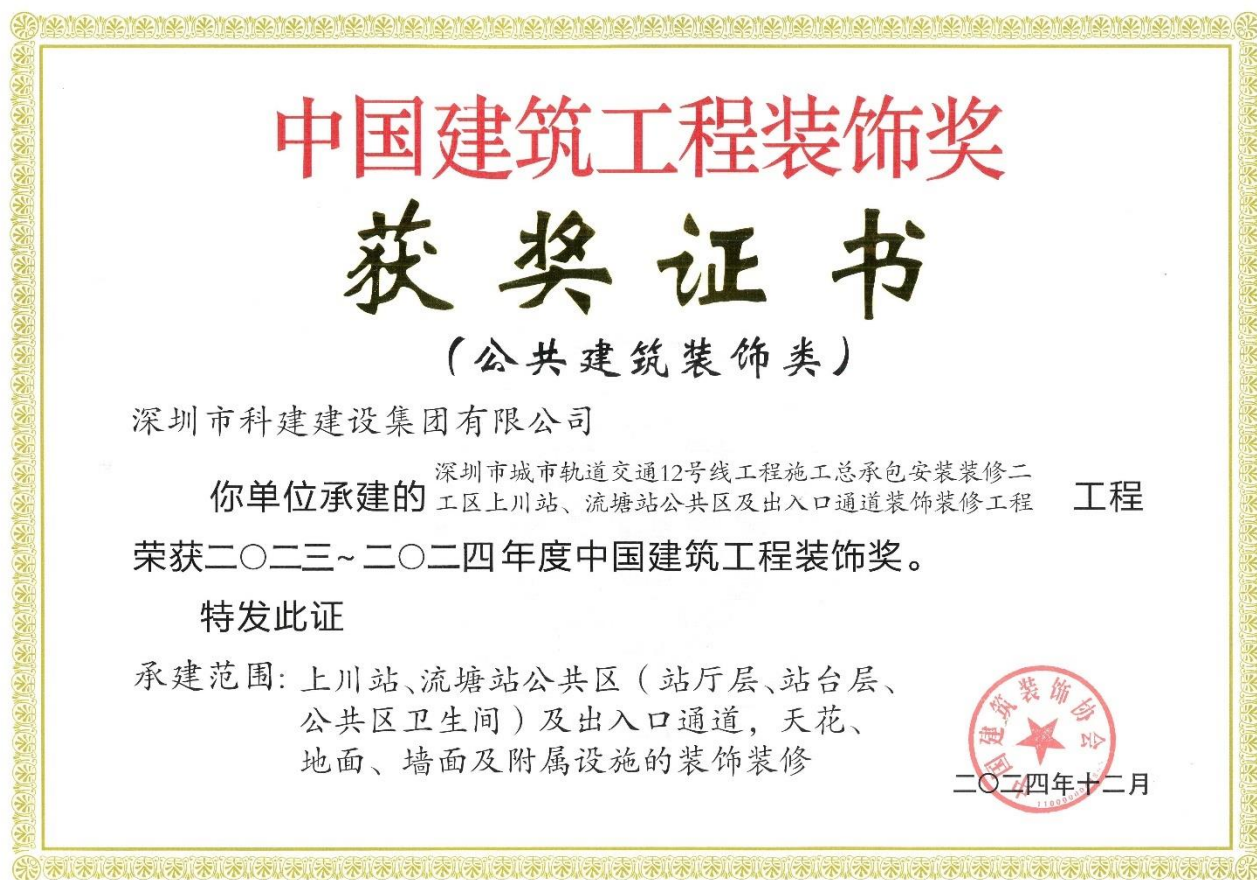 中国建筑工程装饰奖
获奖证书
(公共建筑装饰类)
深圳市科建建设集团有限公司
你单位承建的 深圳市城市轨道交通12号线工程施工总承包安装装修二
工区上川站、流塘站公共区及出入口通道装饰装修工程 工程
荣获二〇二三~二〇二四年度中国建筑工程装饰奖。
特发此证
承建范围: 上川站、流塘站公共区(站厅层、站台层、
公共区卫生间)及出入口通道, 天花、
地面、墙面及附属设施的装饰装修
中国建筑装饰协会
二〇二四年十二月